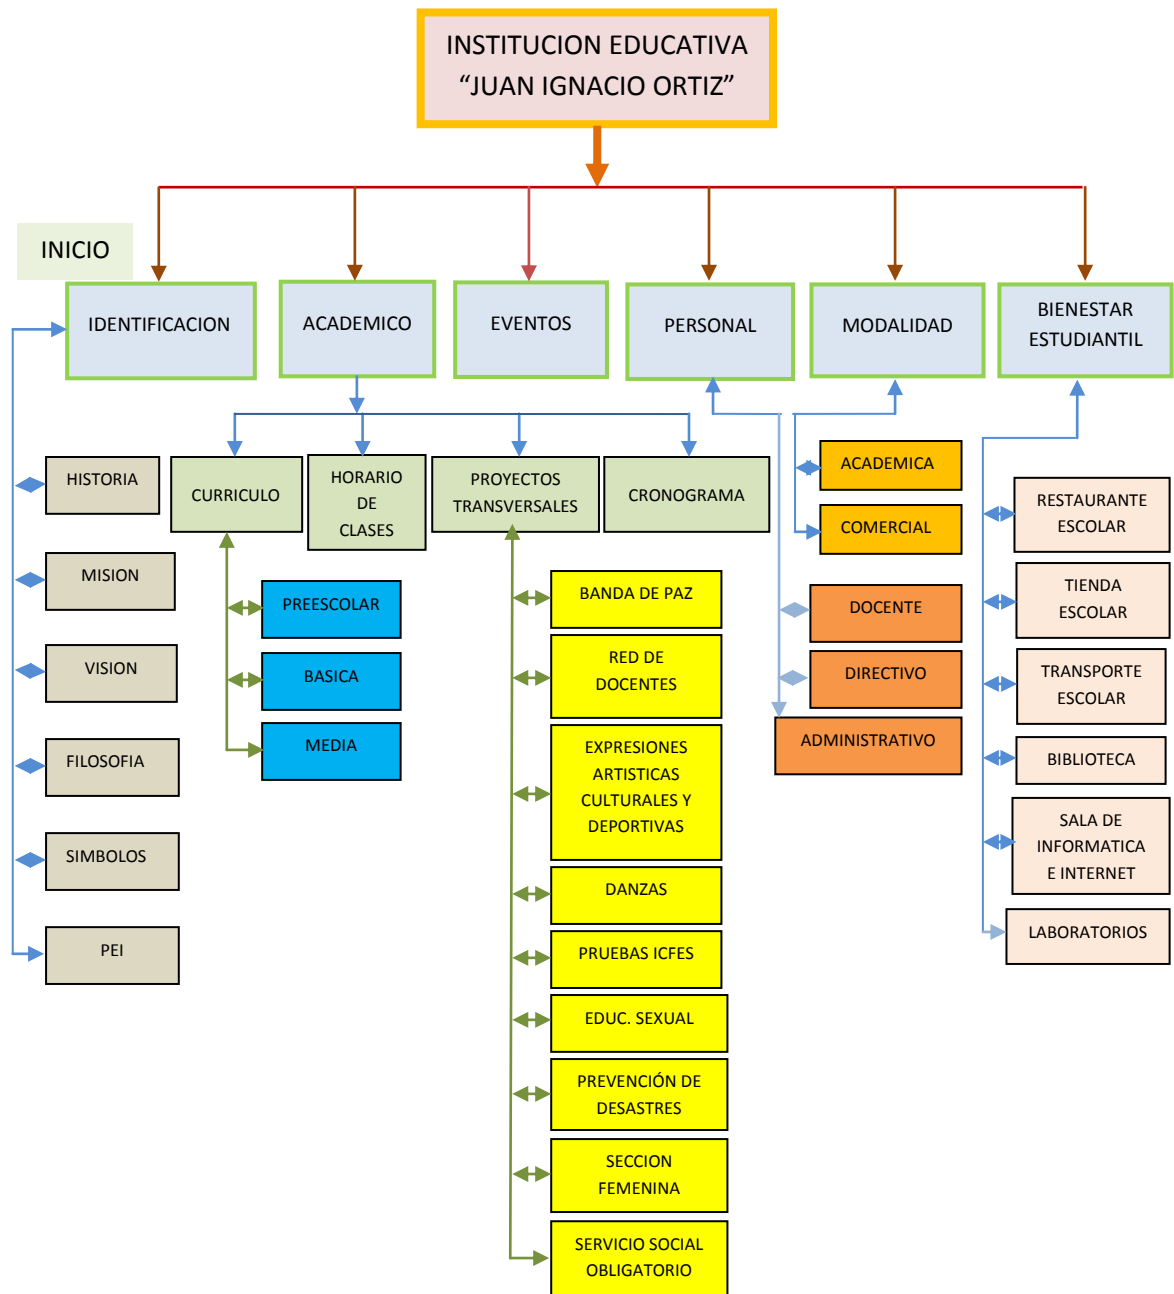 INSTITUCION EDUCATIVA
“JUAN IGNACIO ORTIZ”
INICIO
IDENTIFICACION
ACADEMICO
EVENTOS
PERSONAL
MODALIDAD
BIENESTAR
ESTUDIANTIL
HISTORIA
MISION
VISION
FILOSOFIA
SIMBOLOS
PEI
CURRICULO
HORARIO
DE
CLASES
PROYECTOS
TRANSVERSALES
CRONOGRAMA
PREESCOLAR
BASICA
MEDIA
BANDA DE PAZ
RED DE
DOCENTES
EXPRESIONES
ARTISTICAS
CULTURALES Y
DEPORTIVAS
DANZAS
PRUEBAS ICFES
EDUC. SEXUAL
PREVENCIÓN DE
DESASTRES
SECCION
FEMENINA
SERVICIO SOCIAL
OBLIGATORIO
ACADEMICA
COMERCIAL
DOCENTE
DIRECTIVO
ADMINISTRATIVO
RESTAURANTE
ESCOLAR
TIENDA
ESCOLAR
TRANSPORTE
ESCOLAR
BIBLIOTECA
SALA DE
INFORMATICA
E INTERNET
LABORATORIOS